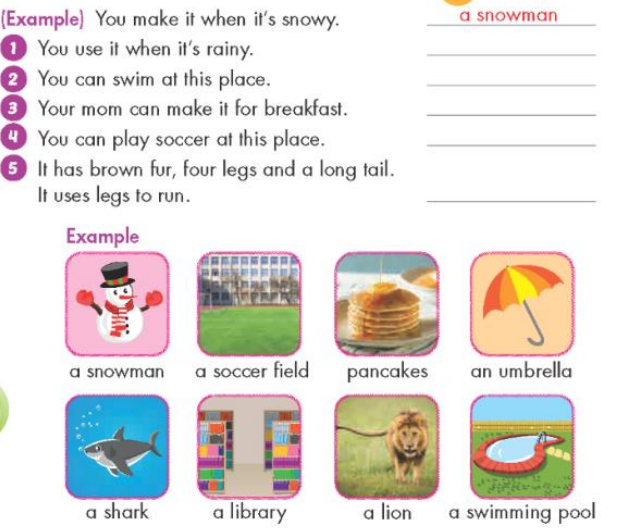 (Example) You make it when it's snowy. a snowman
1 You use it when it's rainy.
2 You can swim at this place.
3 Your mom can make it for breakfast.
4 You can play soccer at this place.
5 It has brown fur, four legs and a long tail.
It uses legs to run.
Example
a snowman a soccer field pancakes an umbrella
a shark a library a lion a swimming pool